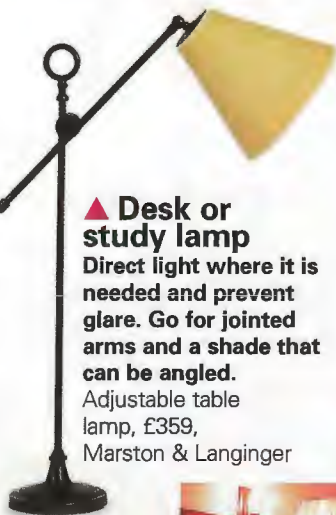 ▲ Desk or
study lamp
Direct light where it is
needed and prevent
glare. Go for jointed
arms and a shade that
can be angled.
Adjustable table
lamp, £359,
Marston & Langinger